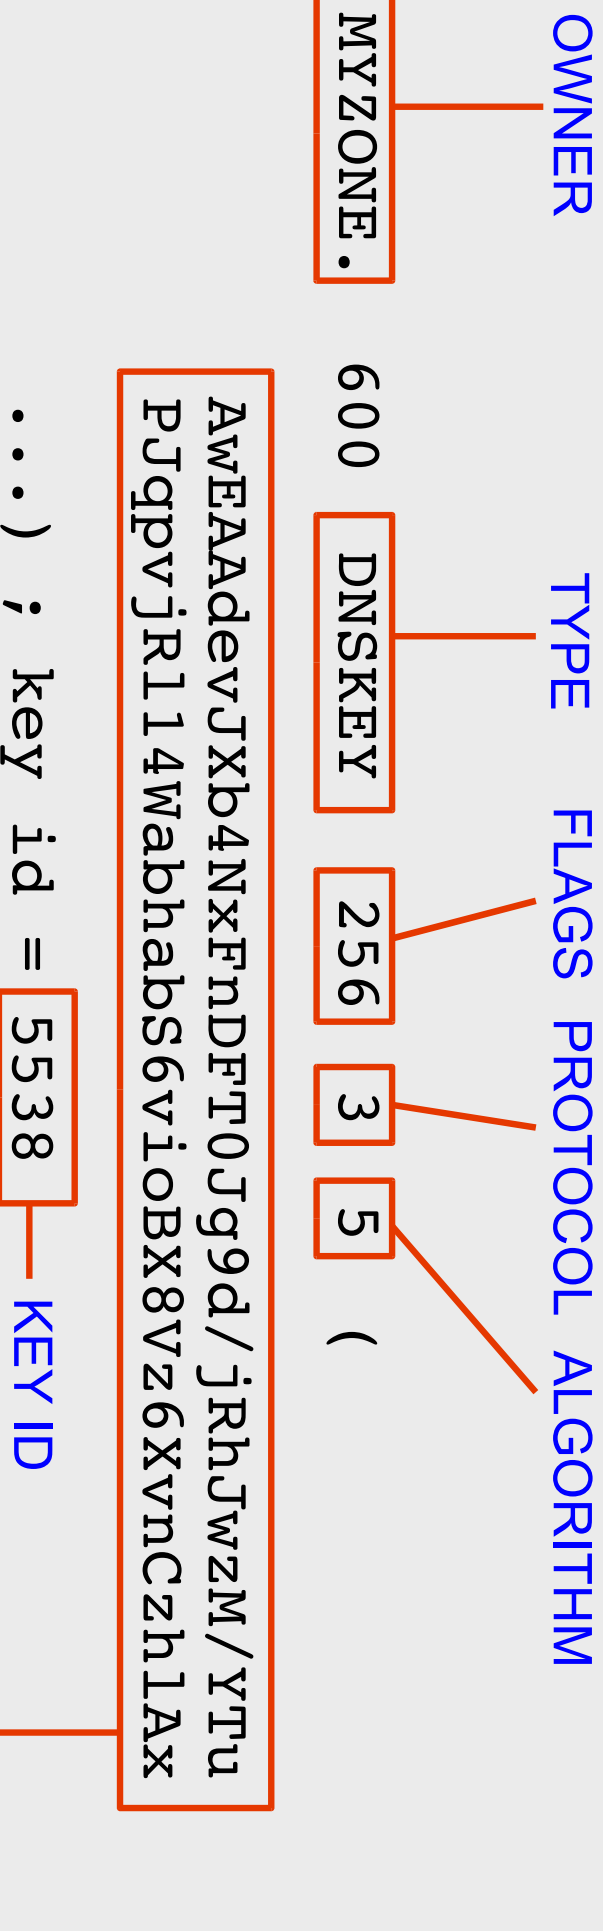 OWNER TYPE FLAGS PROTOCOL ALGORITHM
MYZONE. 600 DNSKEY 256 3 5 (
AwEAAdevJXb4NxFnDFT0Jg9d/jRhJwzM/YTu
PJqpvjRl14WabhabS6vioBX8Vz6XvnCzhlAx
...) ; key id = 5538 KEY ID